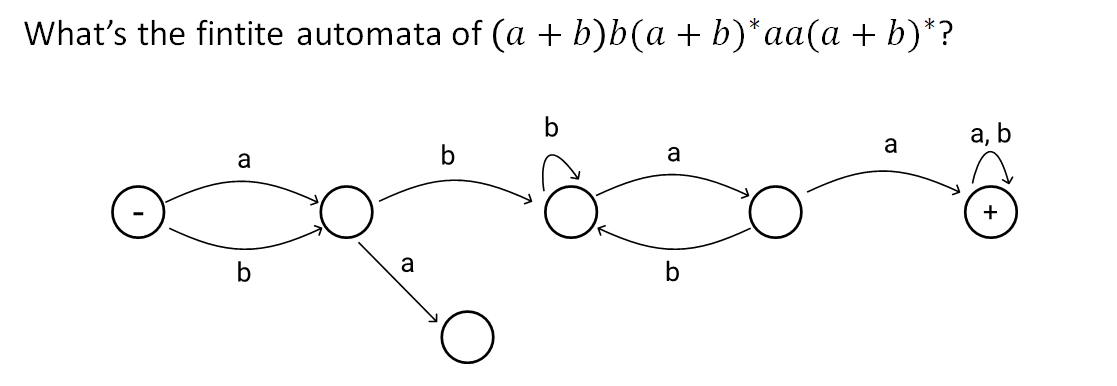 What's the fintite automata of (a + b)b(a + b)*aa(a + b)*?
b
a, b
a
b
a
a
-
+
a
b
b